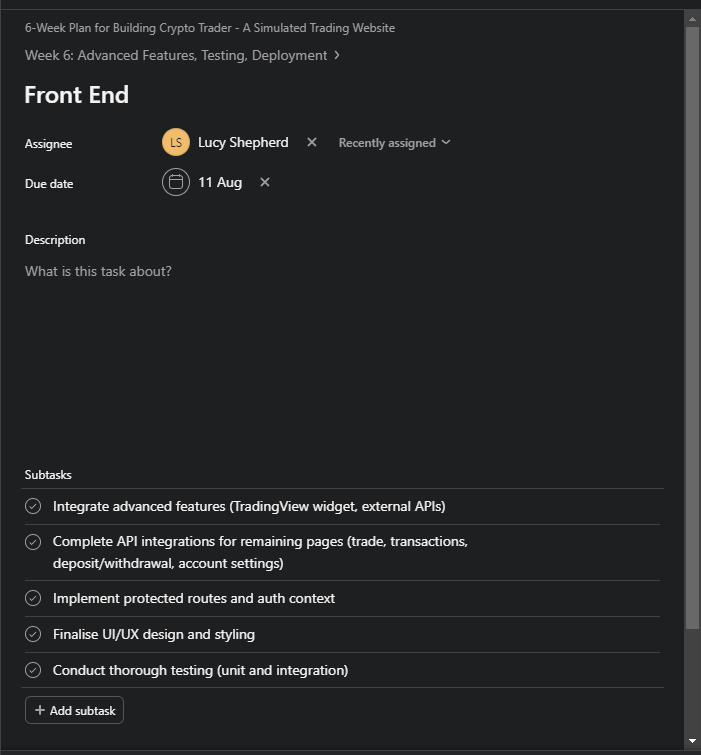 6-Week Plan for Building Crypto Trader - A Simulated Trading Website
Week 6: Advanced Features, Testing, Deployment >
Front End
Assignee
LS Lucy Shepherd × Recently assigned
Due date
11 Aug ×
Description
What is this task about?
Subtasks
Integrate advanced features (TradingView widget, external APIs)
Complete API integrations for remaining pages (trade, transactions,
deposit/withdrawal, account settings)
Implement protected routes and auth context
Finalise UI/UX design and styling
Conduct thorough testing (unit and integration)
+ Add subtask